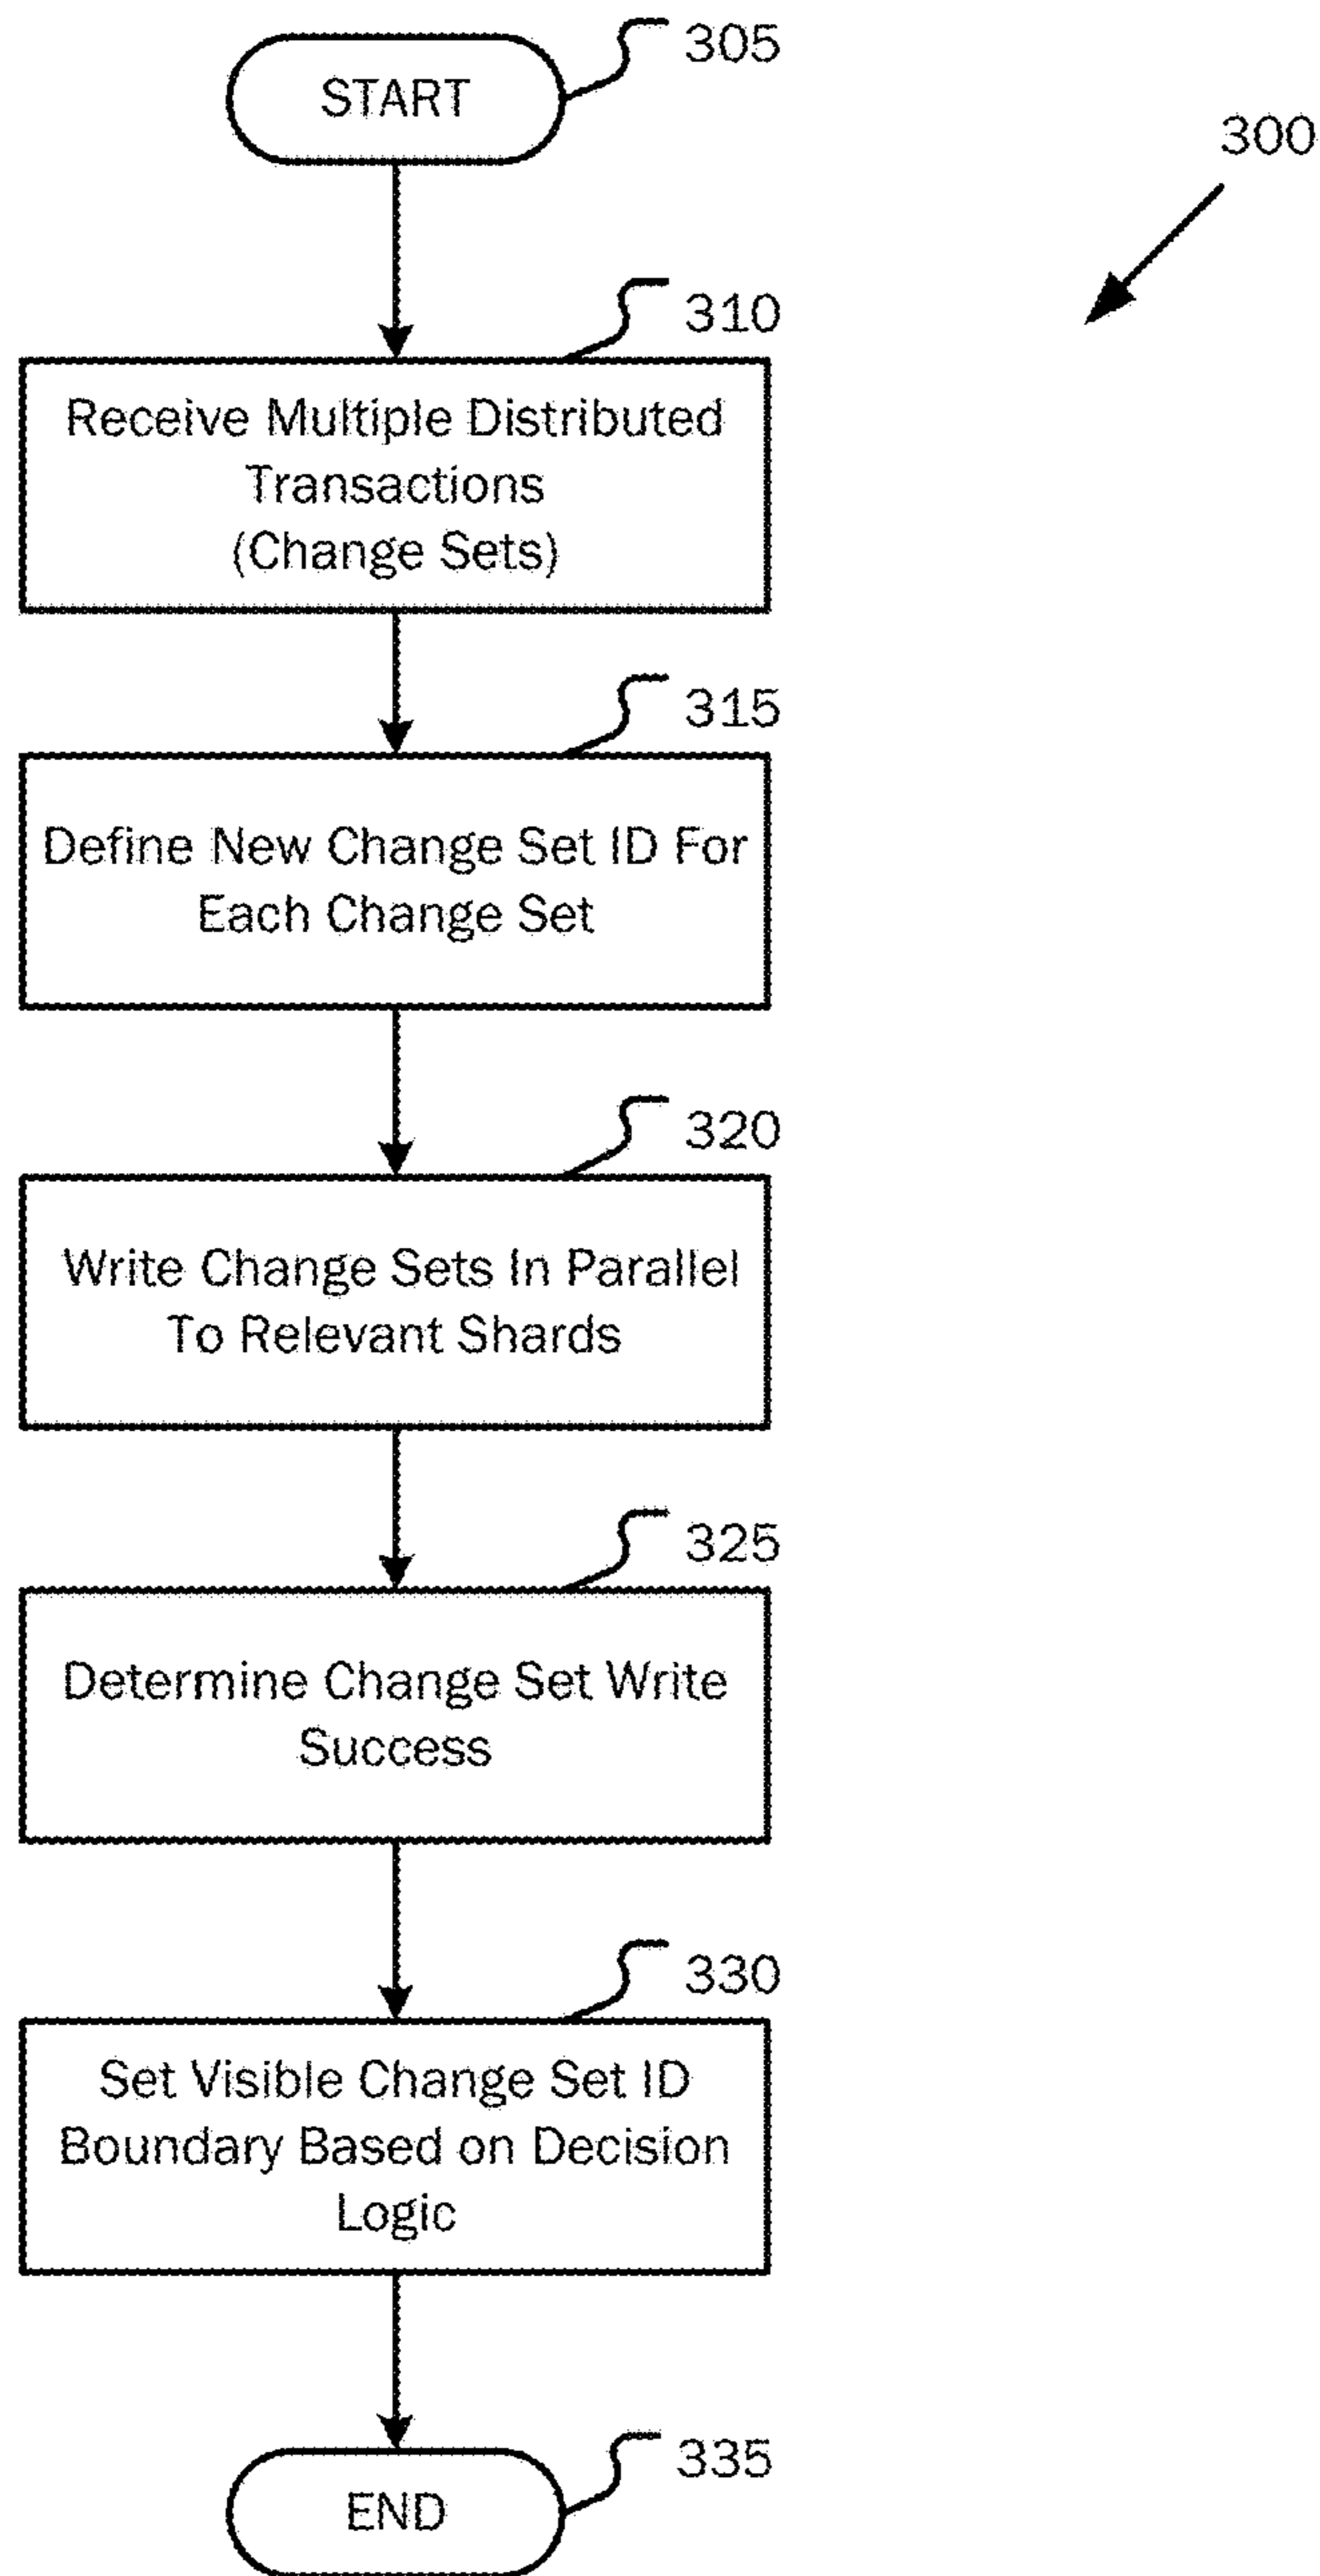 305
START
300
310
Receive Multiple Distributed
Transactions
(Change Sets)
315
Define New Change Set ID For
Each Change Set
320
Write Change Sets In Parallel
To Relevant Shards
325
Determine Change Set Write
Success
330
Set Visible Change Set ID
Boundary Based on Decision
Logic
335
END